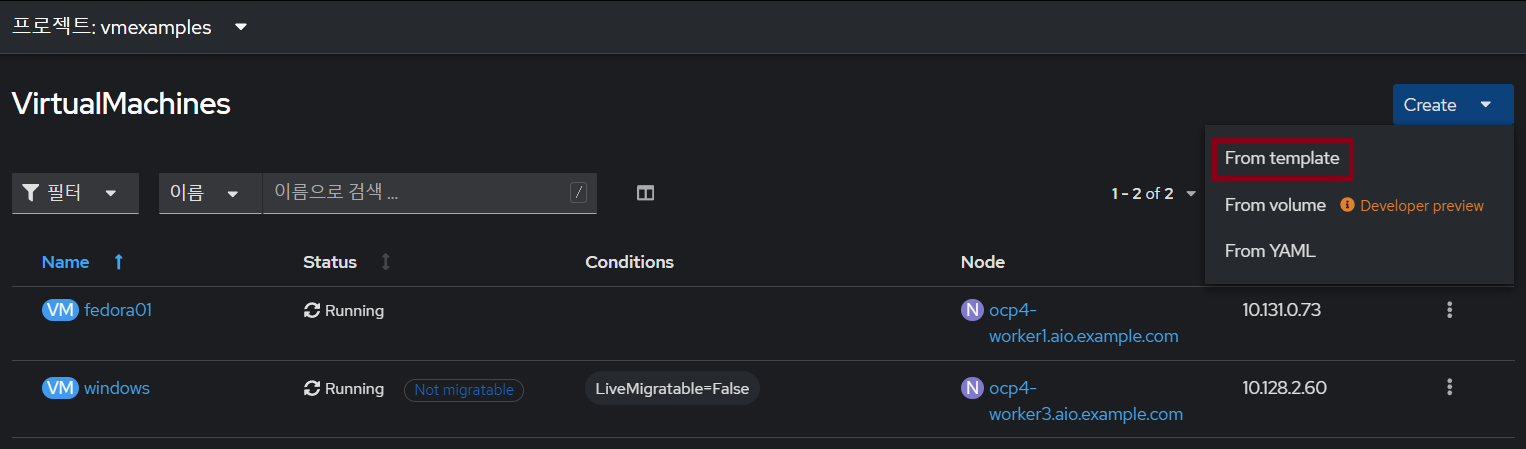 프로젝트: vmexamples
VirtualMachines
Create
From template
From volume Developer preview
From YAML
필터
이름
이름으로 검색 ...
/
1 - 2 of 2
Name Status Conditions Node
VM fedora01 Running N ocp4-worker1.aio.example.com 10.131.0.73
VM windows Running Not migratable LiveMigratable=False N ocp4-worker3.aio.example.com 10.128.2.60